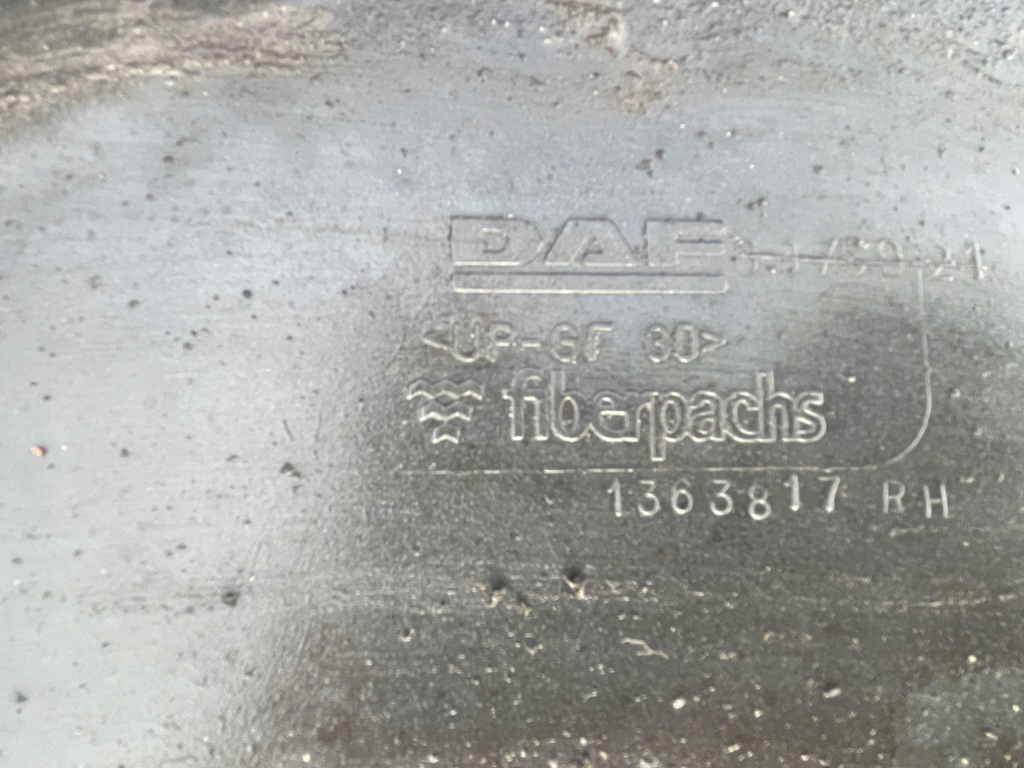 DAF
<UP-GF 30>
fiberpachs
1363817 RH